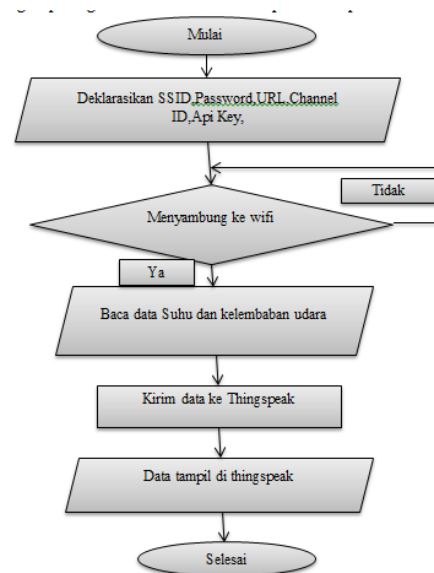 Mulai
Deklarasikan SSID,Password,URL,Channel
ID,Api Key,
Tidak
Menyambung ke wifi
Ya
Baca data Suhu dan kelembaban udara
Kirim data ke Thingspeak
Data tampil di thingspeak
Selesai